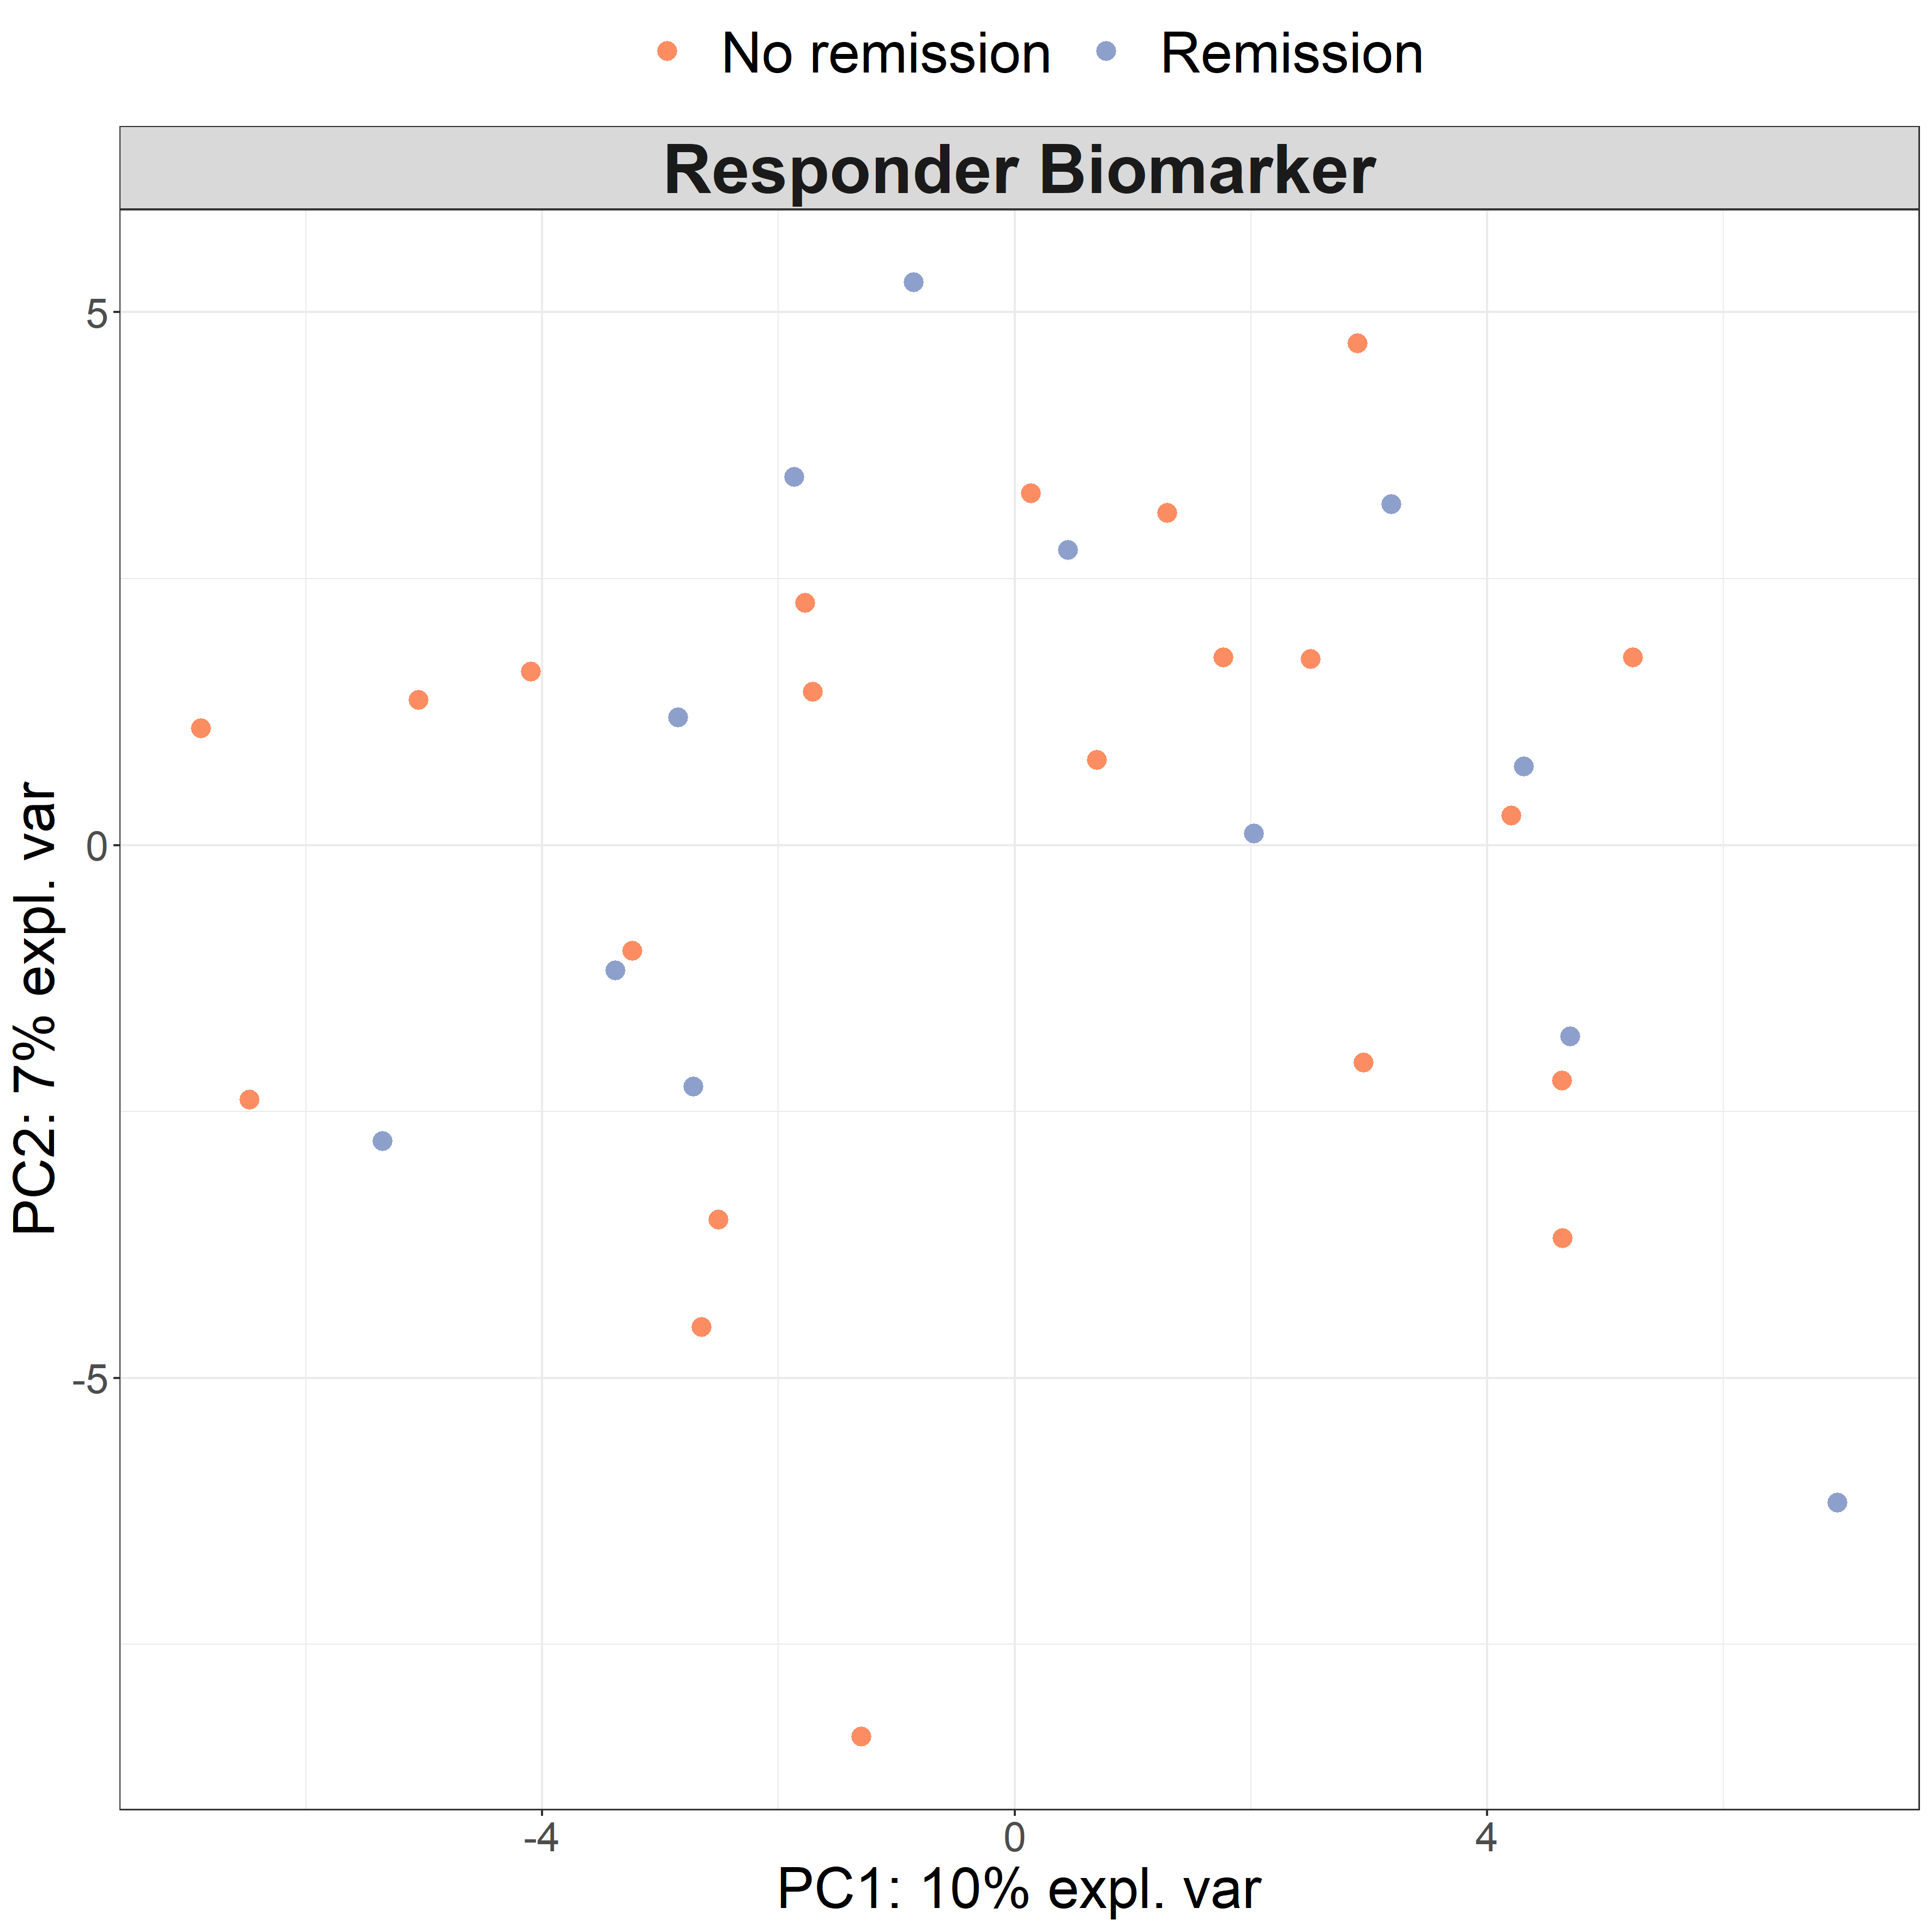 No remission Remission
Responder Biomarker
5
0
-5
PC2: 7% expl. var
-4 0 4
PC1: 10% expl. var